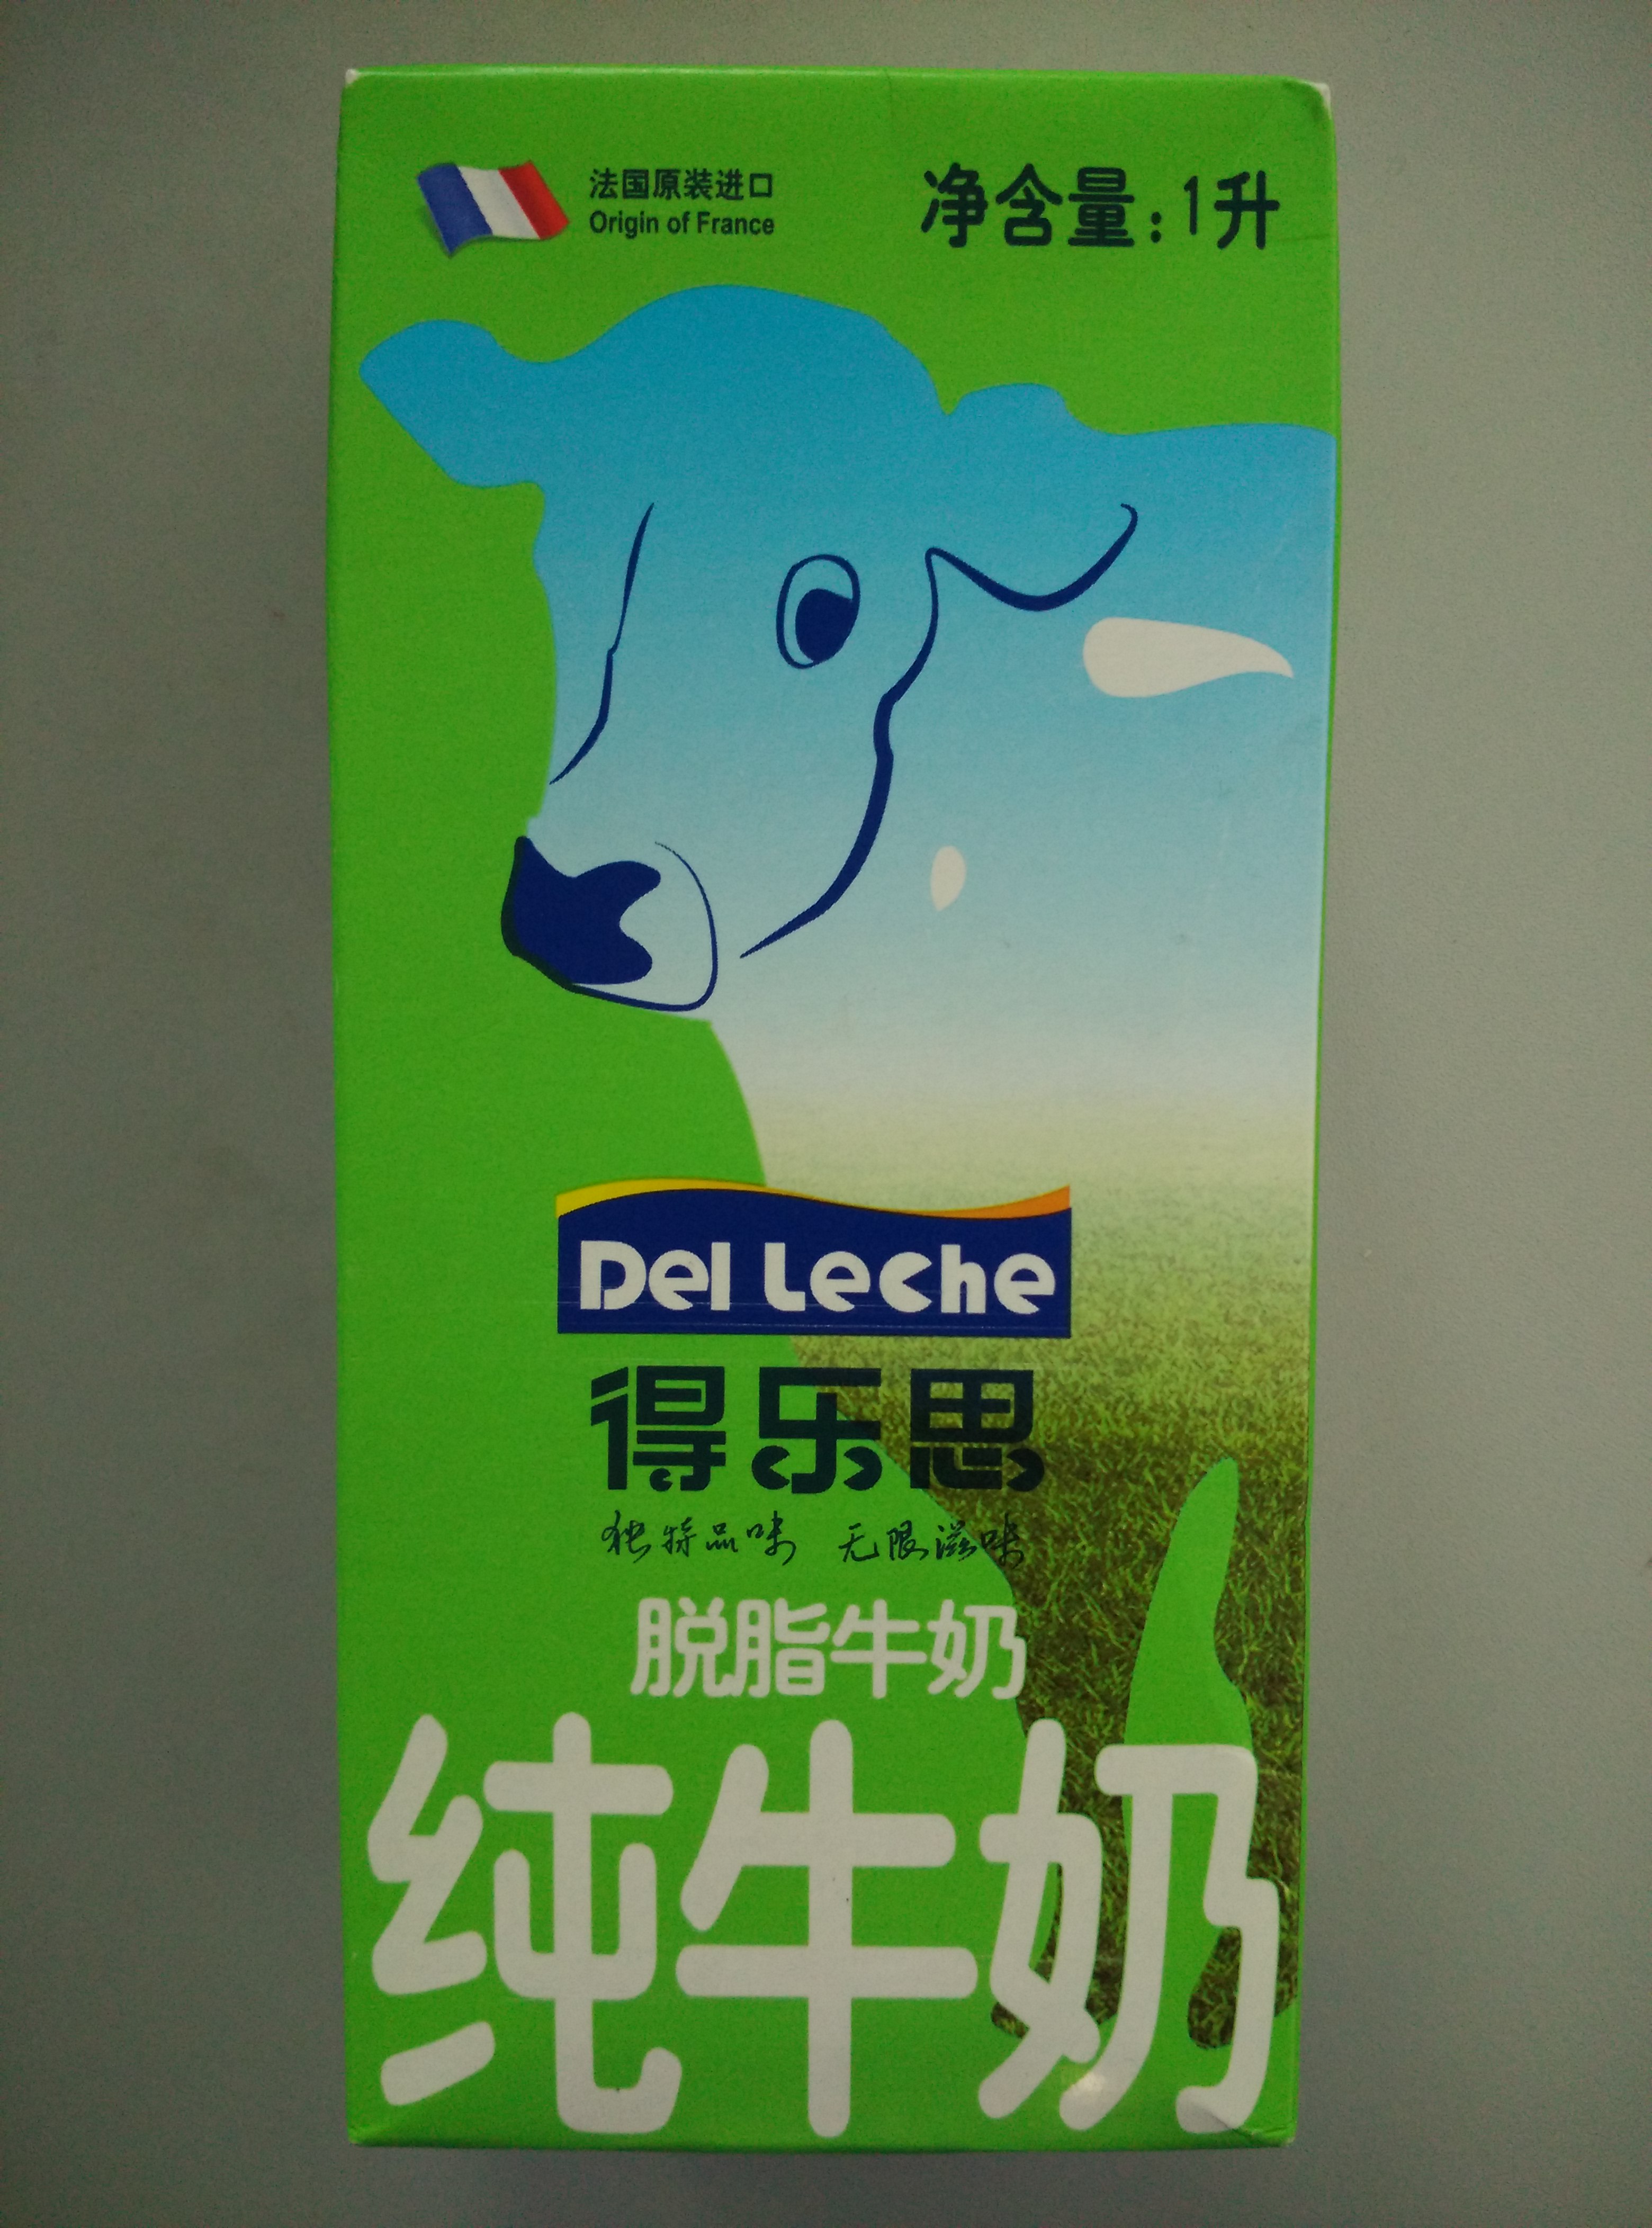 法国原装进口
Origin of France
净含量：1升
Del Leche
得乐思
独特品味 无限滋味
脱脂牛奶
纯牛奶